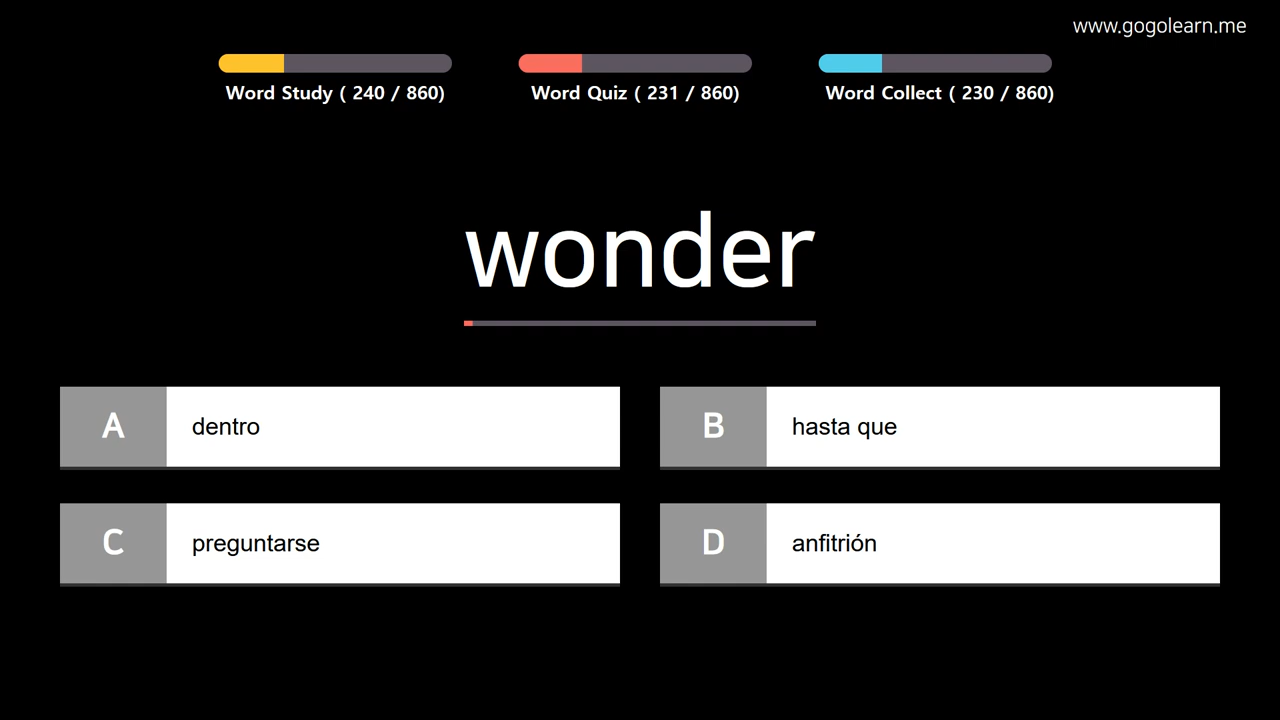 www.gogolearn.me
Word Study ( 240 / 860)
Word Quiz ( 231 / 860)
Word Collect ( 230 / 860)
wonder
A dentro
B hasta que
C preguntarse
D anfitrión